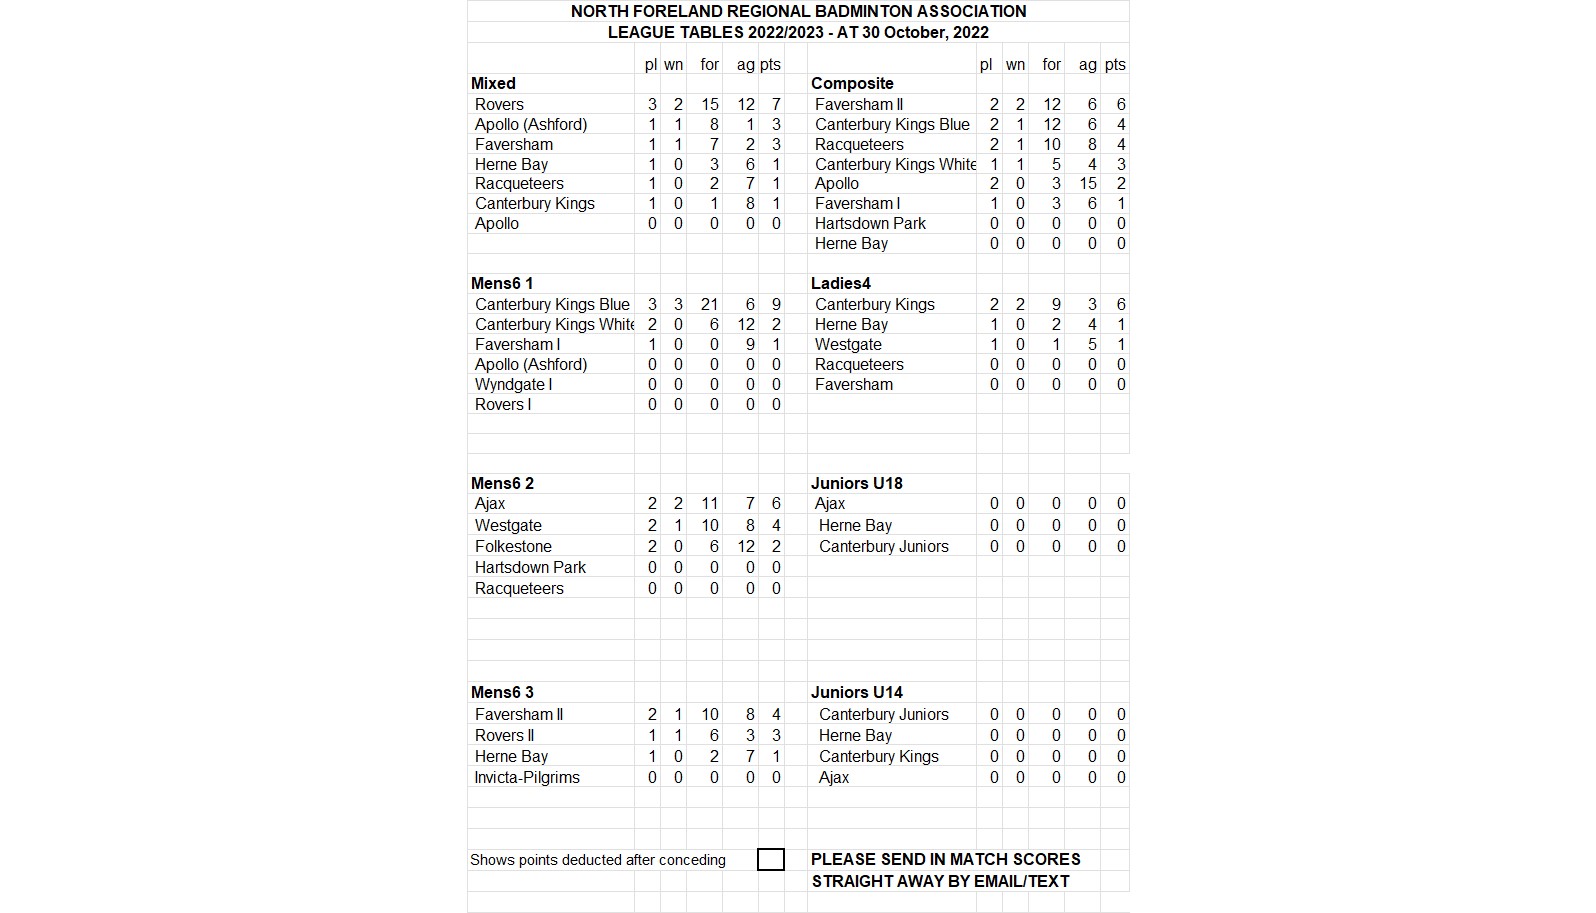 NORTH FORELAND REGIONAL BADMINTON ASSOCIATION
LEAGUE TABLES 2022/2023 - AT 30 October, 2022
pl wn for ag pts pl wn for ag pts
Mixed Composite
Rovers 3 2 15 12 7 Faversham II 2 2 12 6 6
Apollo (Ashford) 1 1 8 1 3 Canterbury Kings Blue 2 1 12 6 4
Faversham 1 1 7 2 3 Racqueteers 2 1 10 8 4
Herne Bay 1 0 3 6 1 Canterbury Kings White 1 1 5 4 3
Racqueteers 1 0 2 7 1 Apollo 2 0 3 15 2
Canterbury Kings 1 0 1 8 1 Faversham I 1 0 3 6 1
Apollo 0 0 0 0 0 Hartsdown Park 0 0 0 0 0
Herne Bay 0 0 0 0 0
Mens6 1 Ladies4
Canterbury Kings Blue 3 3 21 6 9 Canterbury Kings 2 2 9 3 6
Canterbury Kings White 2 0 6 12 2 Herne Bay 1 0 2 4 1
Faversham I 1 0 0 9 1 Westgate 1 0 1 5 1
Apollo (Ashford) 0 0 0 0 0 Racqueteers 0 0 0 0 0
Wyndgate I 0 0 0 0 0 Faversham 0 0 0 0 0
Rovers I 0 0 0 0 0
Mens6 2 Juniors U18
Ajax 2 2 11 7 6 Ajax 0 0 0 0 0
Westgate 2 1 10 8 4 Herne Bay 0 0 0 0 0
Folkestone 2 0 6 12 2 Canterbury Juniors 0 0 0 0 0
Hartsdown Park 0 0 0 0 0
Racqueteers 0 0 0 0 0
Mens6 3 Juniors U14
Faversham II 2 1 10 8 4 Canterbury Juniors 0 0 0 0 0
Rovers II 1 1 6 3 3 Herne Bay 0 0 0 0 0
Herne Bay 1 0 2 7 1 Canterbury Kings 0 0 0 0 0
Invicta-Pilgrims 0 0 0 0 0 Ajax 0 0 0 0 0
Shows points deducted after conceding PLEASE SEND IN MATCH SCORES
STRAIGHT AWAY BY EMAIL/TEXT